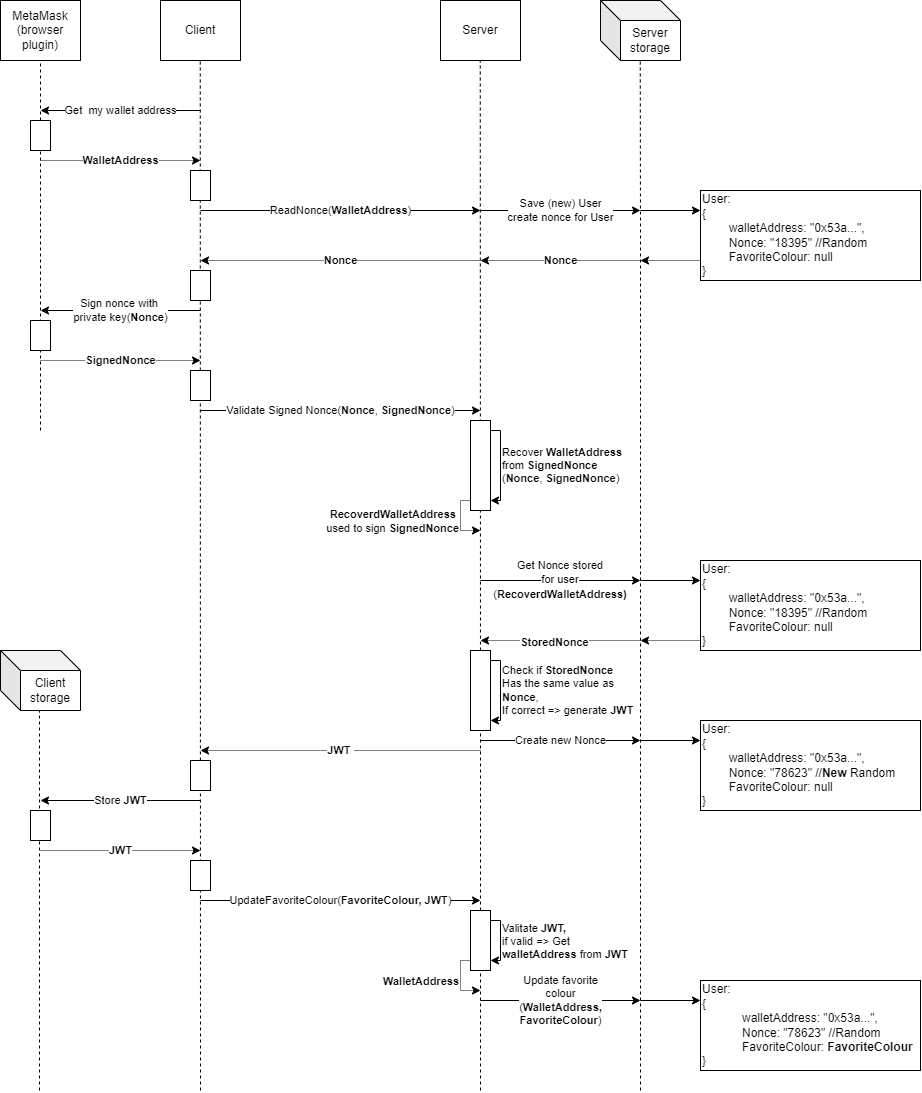 MetaMask
(browser
plugin)
Client
Server
Server
storage
Get  my wallet address
WalletAddress
ReadNonce(WalletAddress)
Save (new) User
create nonce for User
User:
{
walletAddress: "0x53a...",
Nonce: "18395" //Random
FavoriteColour: null
}
Nonce
Nonce
Sign nonce with
private key(Nonce)
SignedNonce
Validate Signed Nonce(Nonce, SignedNonce)
Recover WalletAddress
from SignedNonce
(Nonce, SignedNonce)
RecoverdWalletAddress
used to sign SignedNonce
Get Nonce stored
for user
(RecoverdWalletAddress)
User:
{
walletAddress: "0x53a...",
Nonce: "18395" //Random
FavoriteColour: null
}
StoredNonce
Client
storage
Check if StoredNonce
Has the same value as
Nonce,
If correct => generate JWT
Create new Nonce
User:
{
walletAddress: "0x53a...",
Nonce: "78623" //New Random
FavoriteColour: null
}
JWT
Store JWT
JWT
UpdateFavoriteColour(FavoriteColour, JWT)
Valitate JWT,
if valid => Get
walletAddress from JWT
WalletAddress
Update favorite
colour
(WalletAddress,
FavoriteColour)
User:
{
walletAddress: "0x53a...",
Nonce: "78623" //Random
FavoriteColour: FavoriteColour
}